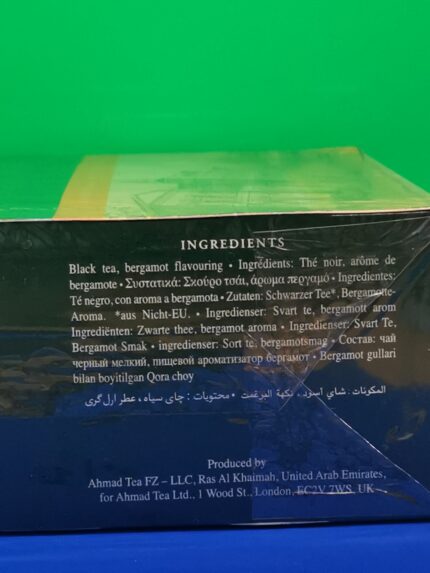 INGREDIENTS
Black tea, bergamot flavouring • Ingrédients: Thé noir, arôme de
bergamote • Συστατικά: Σκούρο τσάι, άρωμα περγαμό • Ingredientes:
Té negro, con aroma a bergamota • Zutaten: Schwarzer Tee*, Bergamotte-
Aroma. *aus Nicht-EU. • Ingredienser: Svart te, bergamott arom
Ingrediënten: Zwarte thee, bergamot aroma • Ingredienser: Svart Te,
Bergamot Smak • ingredienser: Sort te, bergamotsmag • Состав: чай
черный мелкий, пищевой ароматизатор бергамот • Bergamot gullari
bilan boyitilgan Qora choy
المكونات: شاي اسود، نكهة البرغمت • محتویات: چای سیاه، عطر ارل گری
Produced by
Ahmad Tea FZ – LLC, Ras Al Khaimah, United Arab Emirates,
for Ahmad Tea Ltd., 1 Wood St., London, EC2V 7WS, UK